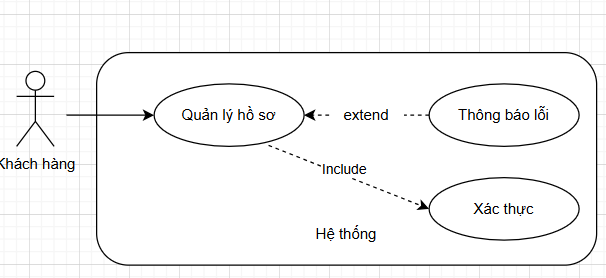 Quản lý hồ sơ
extend
Thông báo lỗi
Khách hàng
Include
Xác thực
Hệ thống